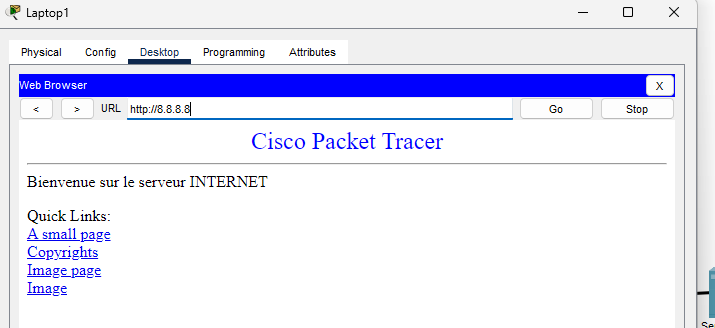 Laptop1
Physical Config Desktop Programming Attributes
Web Browser X
< > URL http://8.8.8.8 Go Stop
Cisco Packet Tracer
Bienvenue sur le serveur INTERNET
Quick Links:
A small page
Copyrights
Image page
Image
Se